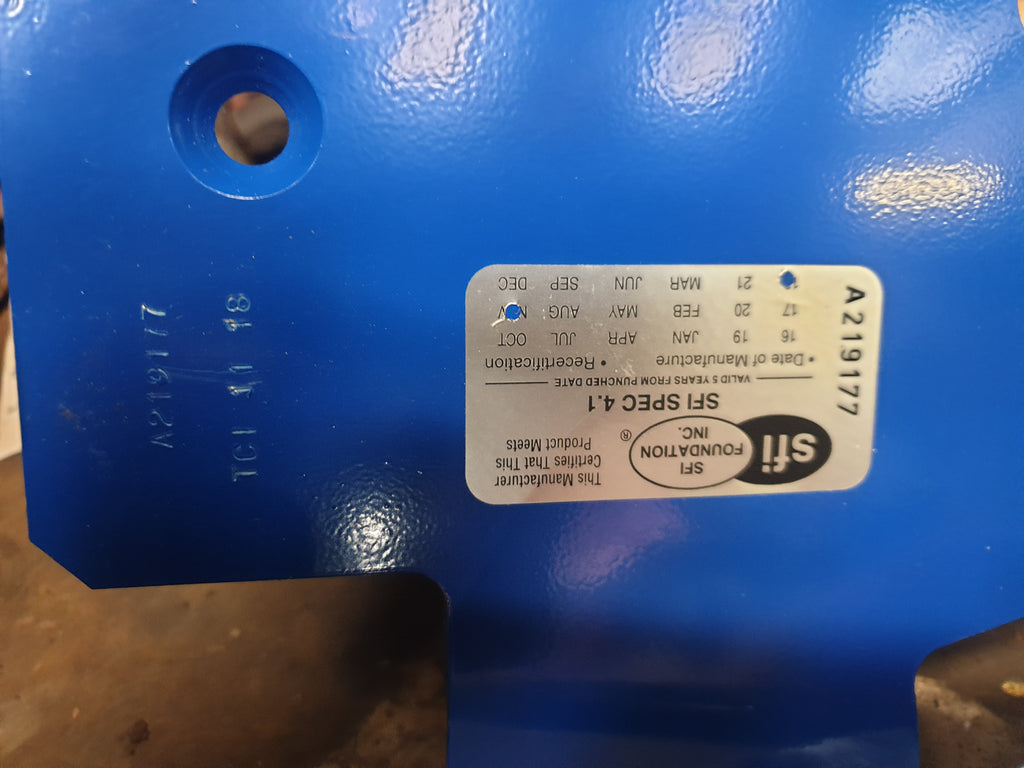 A219177
TCI 11 18
sfi
SFI
FOUNDATION
INC.
®
This Manufacturer
Certifies That This
Product Meets
SFI SPEC 4.1
VALID 5 YEARS FROM PUNCHED DATE
• Date of Manufacture • Recertification
16 19 JAN APR JUL OCT
17 20 FEB MAY AUG NOV
18 21 MAR JUN SEP DEC
A219177